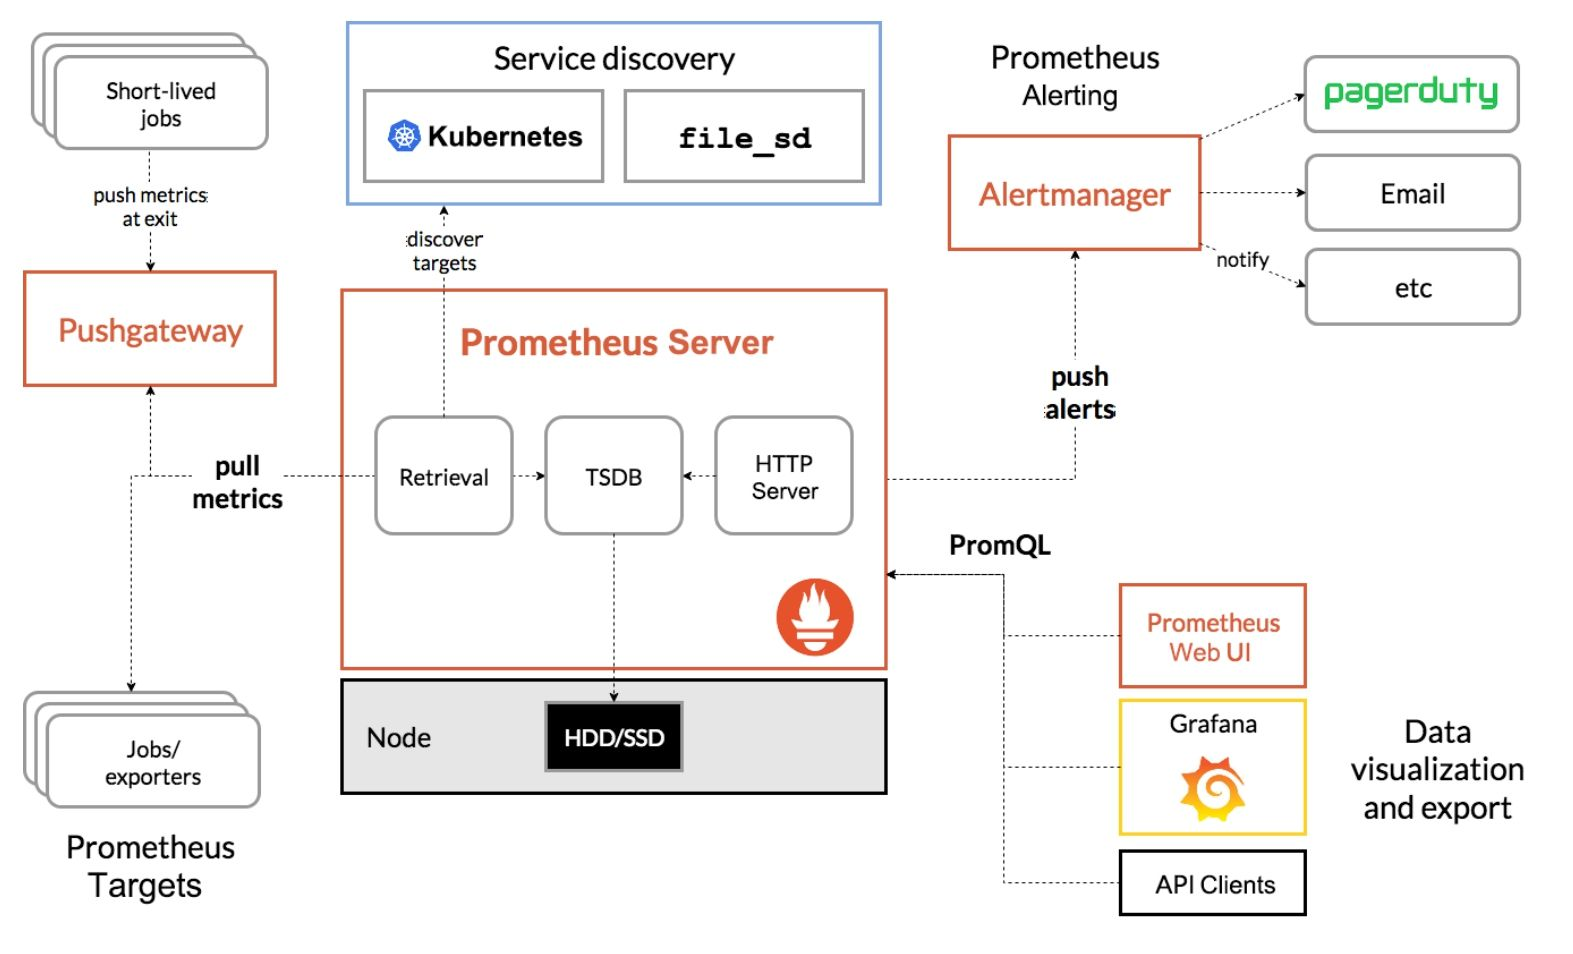 Short-lived
jobs
push metrics
at exit
Pushgateway
Service discovery
Kubernetes
file_sd
discover
targets
Prometheus Server
Retrieval
TSDB
HTTP
Server
pull
metrics
Node
HDD/SSD
Jobs/
exporters
Prometheus
Targets
Prometheus
Alerting
Alertmanager
pagerduty
Email
notify
etc
push
alerts
PromQL
Prometheus
Web UI
Grafana
API Clients
Data
visualization
and export